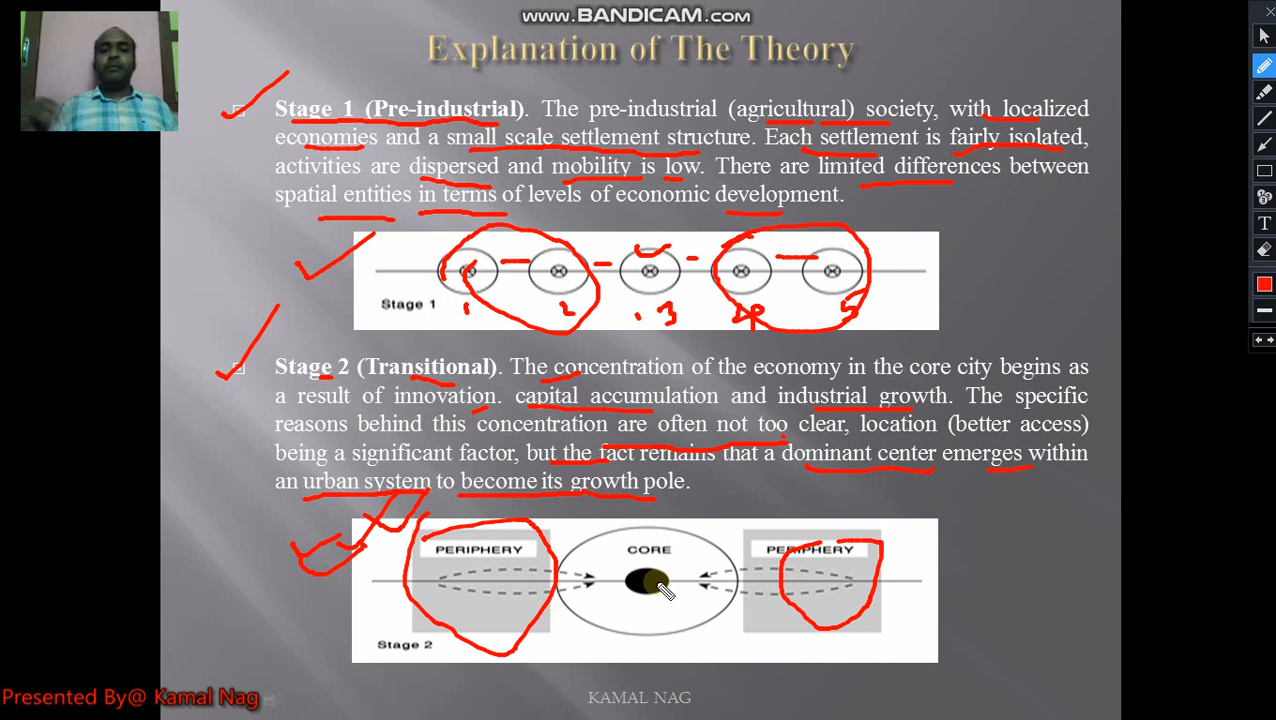 www.BANDICAM.com
Explanation of The Theory
Stage 1 (Pre-industrial). The pre-industrial (agricultural) society, with localized
economies and a small scale settlement structure. Each settlement is fairly isolated,
activities are dispersed and mobility is low. There are limited differences between
spatial entities in terms of levels of economic development.
1 2 3 4 5
Stage 1
Stage 2 (Transitional). The concentration of the economy in the core city begins as
a result of innovation. capital accumulation and industrial growth. The specific
reasons behind this concentration are often not too clear, location (better access)
being a significant factor, but the fact remains that a dominant center emerges within
an urban system to become its growth pole.
PERIPHERY CORE PERIPHERY
Stage 2
Presented By@ Kamal Nag
KAMAL NAG